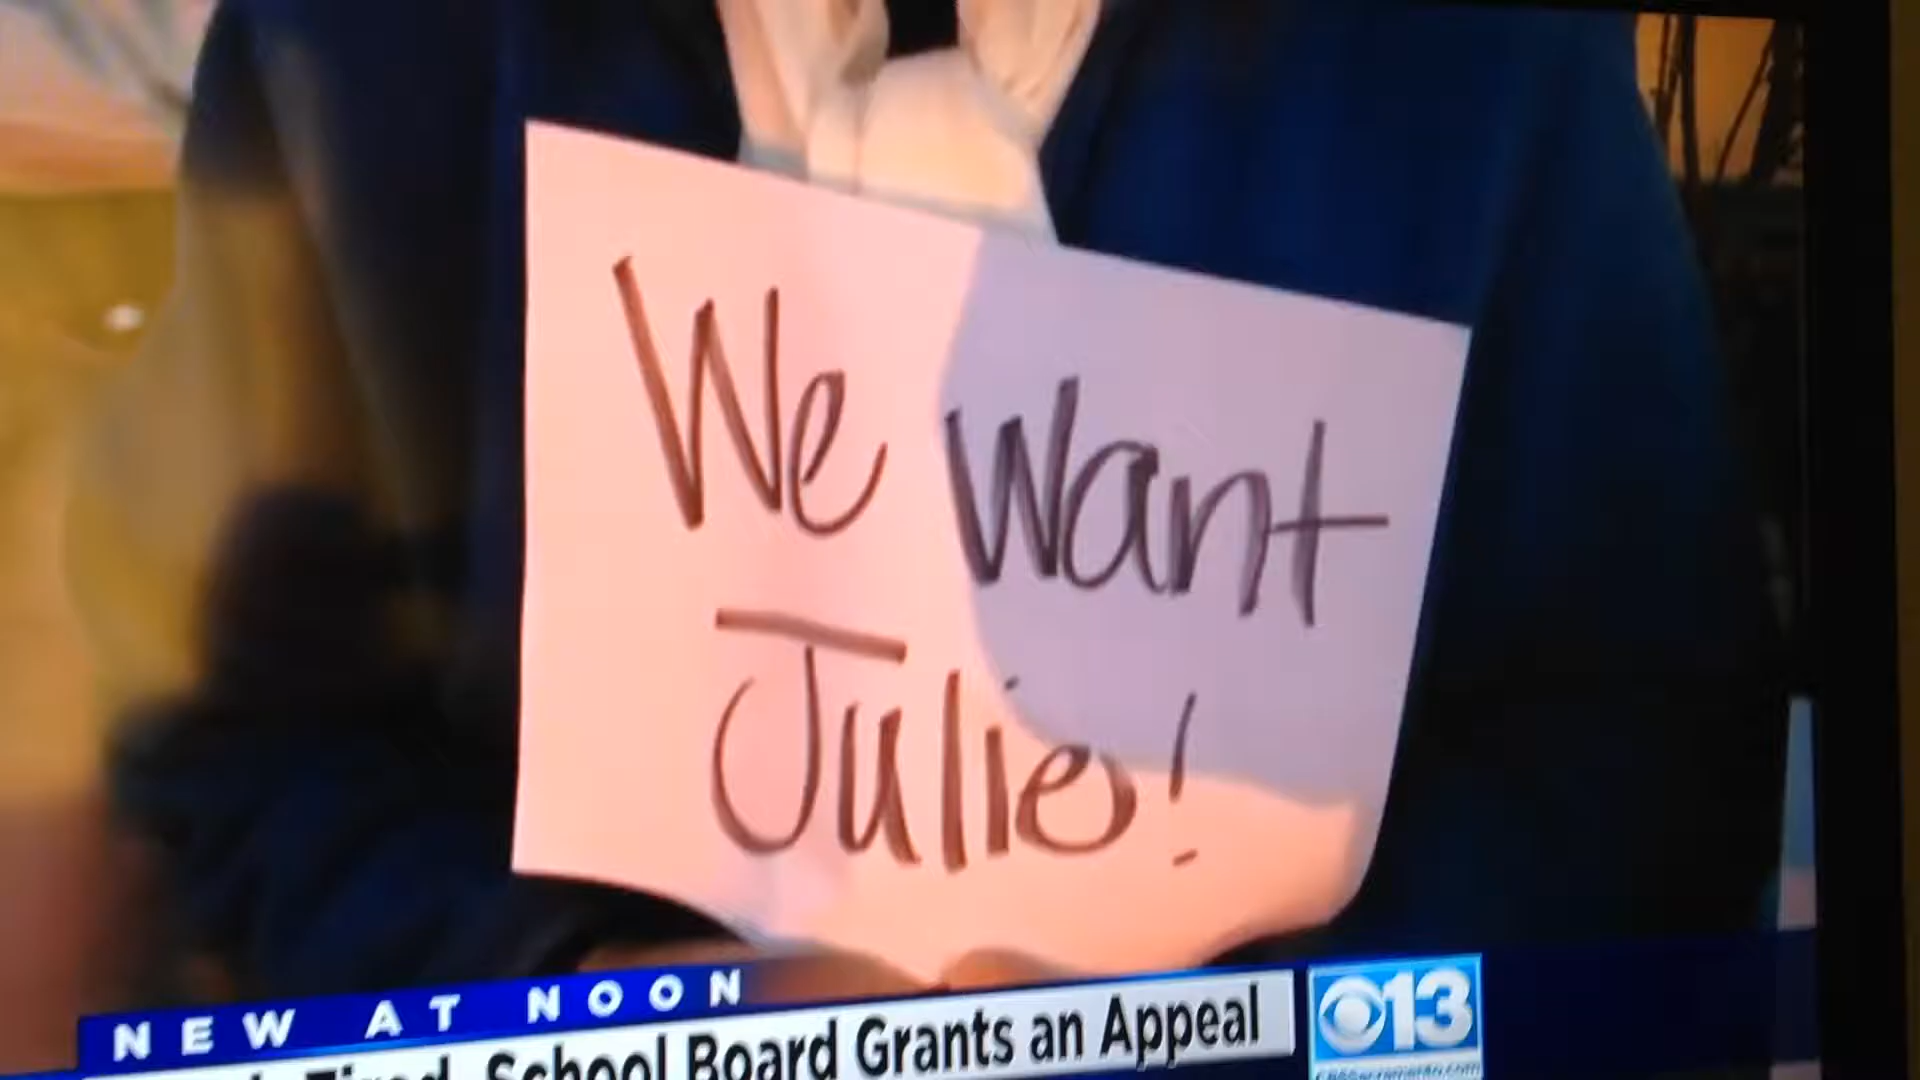 We Want
Julie!
NEW AT NOON
School Board Grants an Appeal
CBS 13